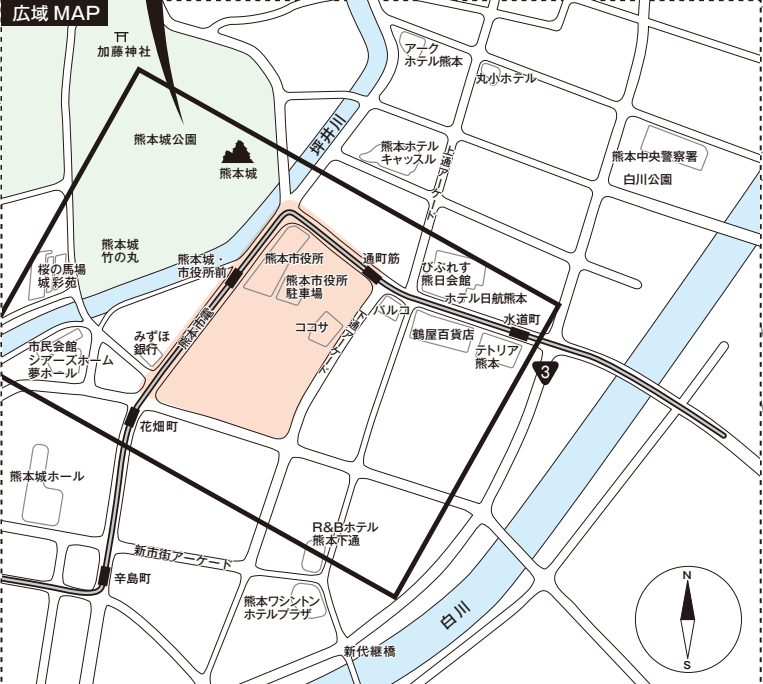 広域 MAP
加藤神社
アーク
ホテル熊本
丸小ホテル
坪井川
熊本城公園
熊本城
熊本ホテル
キャッスル
上通アーケード
熊本中央警察署
白川公園
熊本城
竹の丸
熊本城・
市役所前
熊本市役所
通町筋
桜の馬場
城彩苑
熊本市役所
駐車場
びぷれす
熊日会館
ホテル日航熊本
パルコ
水道町
ココサ
下通アーケード
鶴屋百貨店
テトリア
熊本
みずほ
銀行
熊本市電
市民会館
シアーズホーム
夢ホール
3
花畑町
熊本城ホール
R&Bホテル
熊本下通
新市街アーケード
辛島町
熊本ワシントン
ホテルプラザ
白川
新代継橋
N
S